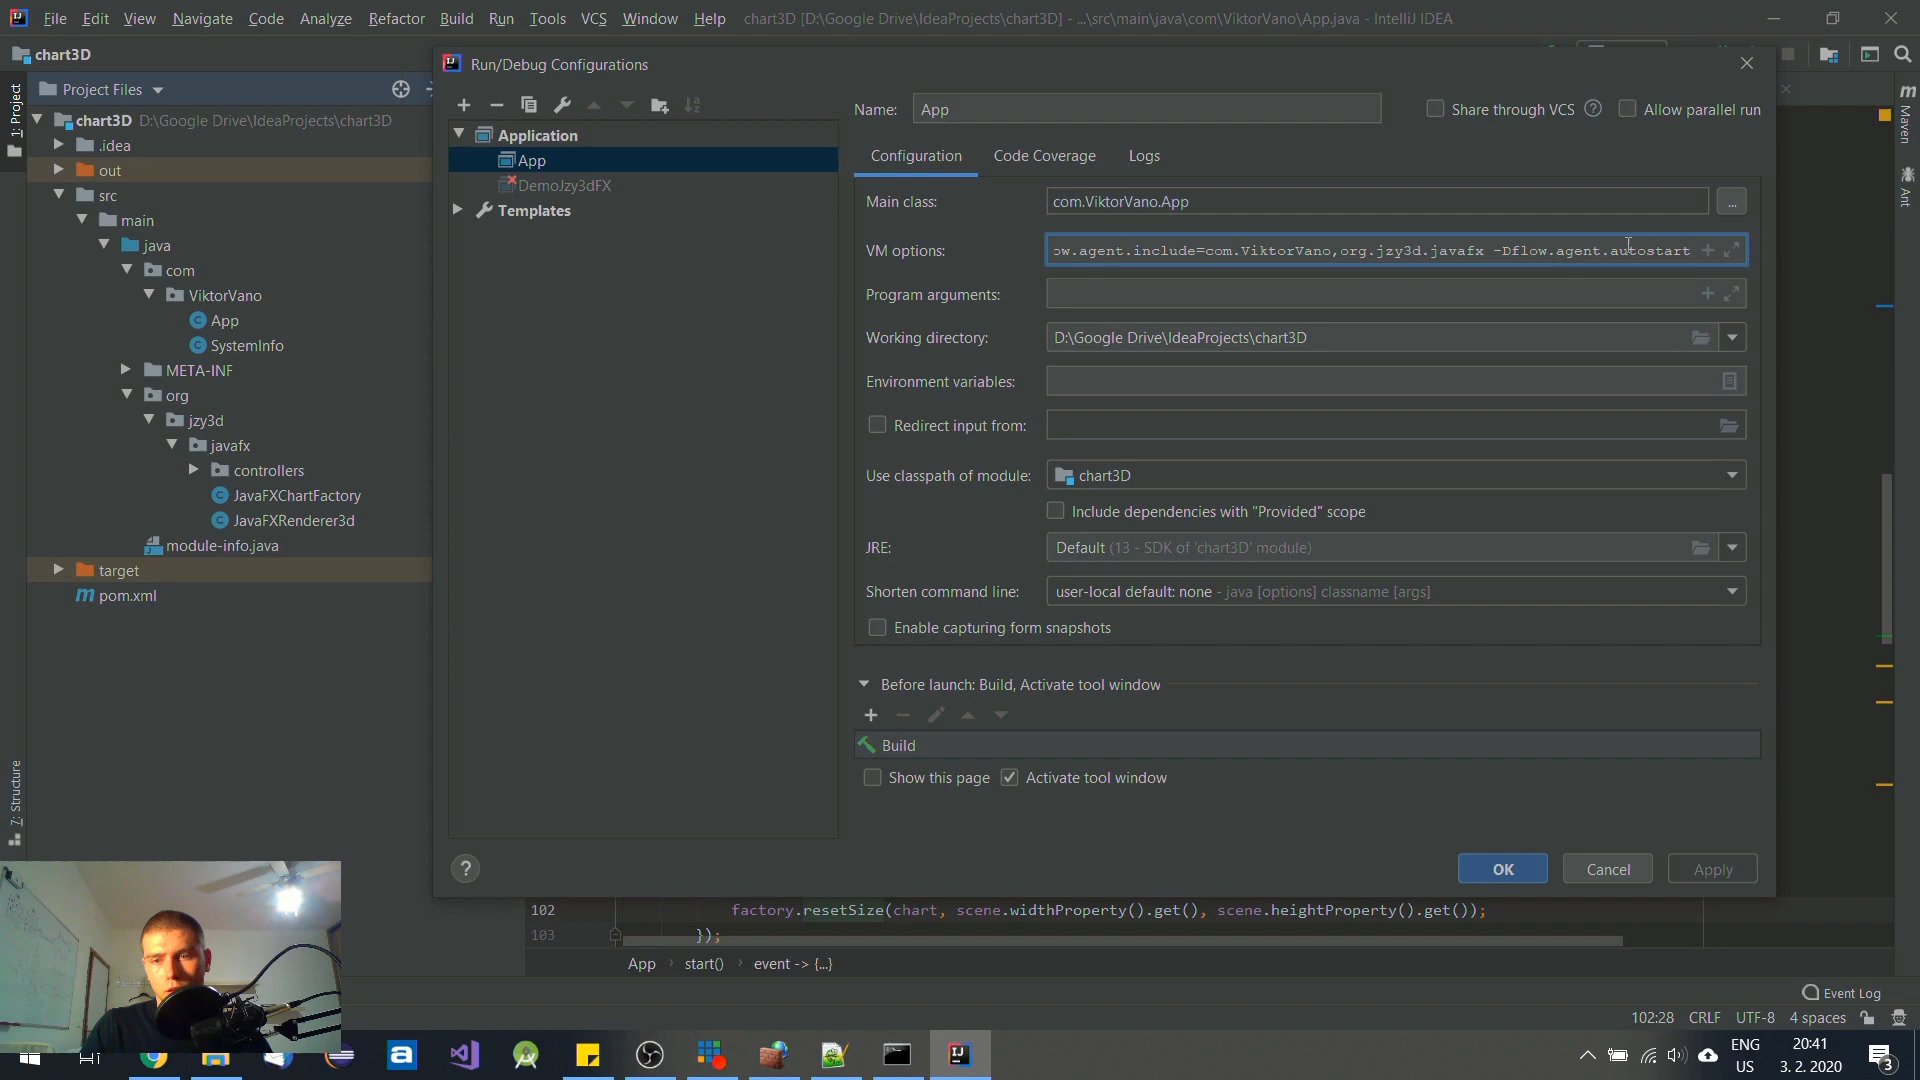 File Edit View Navigate Code Analyze Refactor Build Run Tools VCS Window Help chart3D [D:\Google Drive\IdeaProjects\chart3D] - ...\src\main\java\com\ViktorVano\App.java - IntelliJ IDEA
chart3D
Run/Debug Configurations
1: Project
Project Files
chart3D D:\Google Drive\IdeaProjects\chart3D
.idea
out
src
main
java
com
ViktorVano
App
SystemInfo
META-INF
org
jzy3d
javafx
controllers
JavaFXChartFactory
JavaFXRenderer3d
module-info.java
target
pom.xml
7: Structure
Application
App
DemoJzy3dFX
Templates
Name: App
Share through VCS
Allow parallel run
Configuration Code Coverage Logs
Main class: com.ViktorVano.App ...
VM options: ow.agent.include=com.ViktorVano,org.jzy3d.javafx -Dflow.agent.autostart
Program arguments:
Working directory: D:\Google Drive\IdeaProjects\chart3D
Environment variables:
Redirect input from:
Use classpath of module: chart3D
Include dependencies with "Provided" scope
JRE: Default (13 - SDK of 'chart3D' module)
Shorten command line: user-local default: none - java [options] classname [args]
Enable capturing form snapshots
Before launch: Build, Activate tool window
Build
Show this page Activate tool window
? OK Cancel Apply
m Maven
Ant
102 factory.resetSize(chart, scene.widthProperty().get(), scene.heightProperty().get());
103 });
App › start() › event -> {...}
Event Log
102:28 CRLF UTF-8 4 spaces
ENG 20:41
US 3. 2. 2020 3